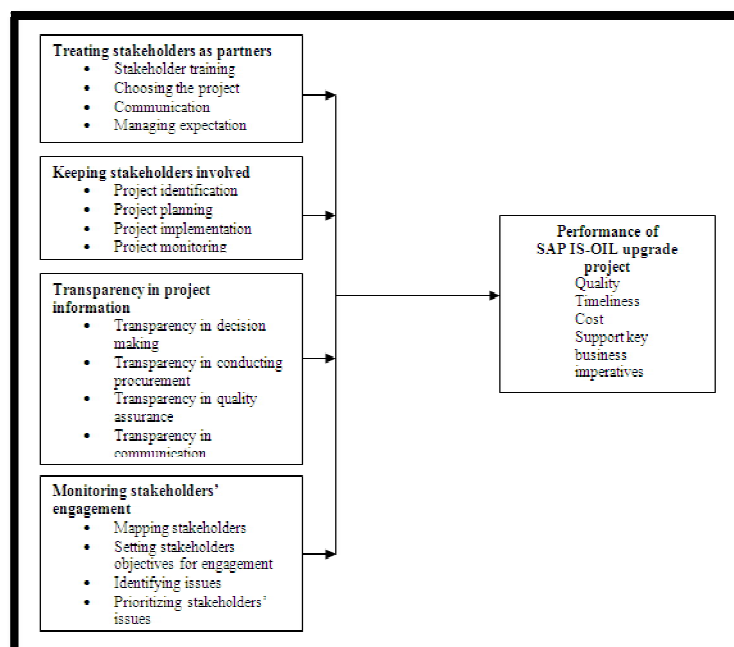 Treating stakeholders as partners
• Stakeholder training
• Choosing the project
• Communication
• Managing expectation
Keeping stakeholders involved
• Project identification
• Project planning
• Project implementation
• Project monitoring
Transparency in project
information
• Transparency in decision
making
• Transparency in conducting
procurement
• Transparency in quality
assurance
• Transparency in
communication
Monitoring stakeholders’
engagement
• Mapping stakeholders
• Setting stakeholders
objectives for engagement
• Identifying issues
• Prioritizing stakeholders’
issues
Performance of
SAP IS-OIL upgrade
project
Quality
Timeliness
Cost
Support key
business
imperatives